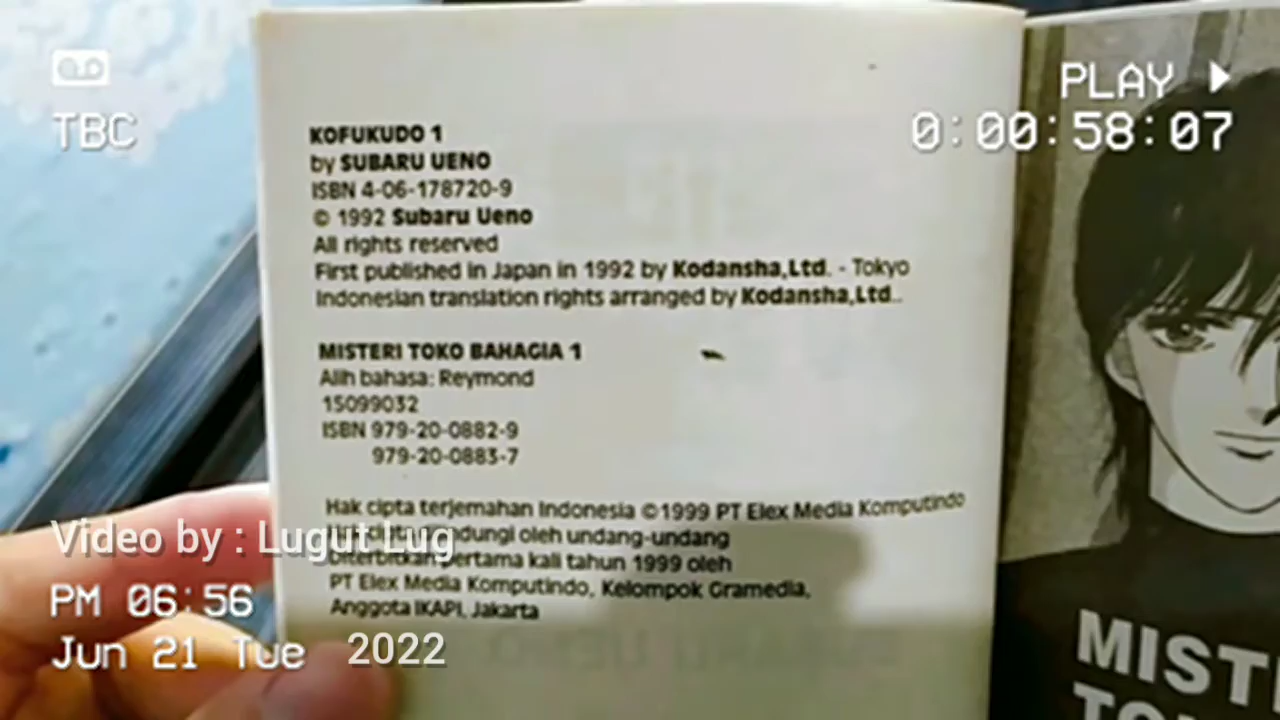 TBC
PLAY
0:00:58:07
KOFUKUDO 1
by SUBARU UENO
ISBN 4-06-178720-9
© 1992 Subaru Ueno
All rights reserved
First published in Japan in 1992 by Kodansha,Ltd. - Tokyo
Indonesian translation rights arranged by Kodansha,Ltd..
MISTERI TOKO BAHAGIA 1
Alih bahasa: Reymond
15099032
ISBN 979-20-0882-9
979-20-0883-7
Hak cipta terjemahan Indonesia ©1999 PT Elex Media Komputindo
oleh undang-undang
Diterbitkan pertama kali tahun 1999 oleh
PT Elex Media Komputindo, Kelompok Gramedia,
Anggota IKAPI, Jakarta
Video by : Lugut Lug
PM 06:56
Jun 21 Tue 2022